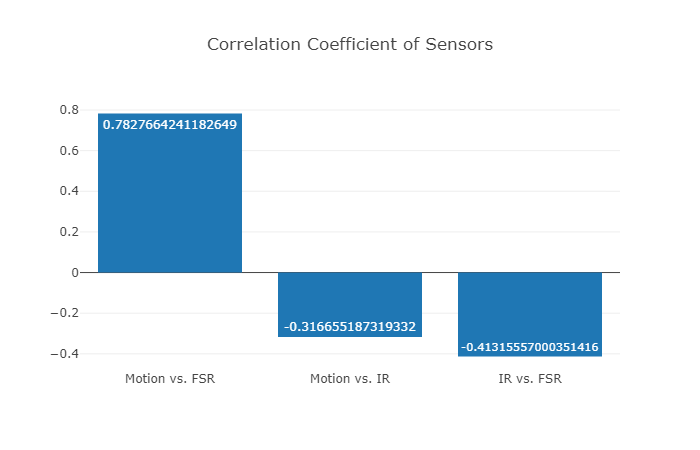 Correlation Coefficient of Sensors
0.8
0.6
0.4
0.2
0
−0.2
−0.4
0.7827664241182649
-0.316655187319332
-0.41315557000351416
Motion vs. FSR
Motion vs. IR
IR vs. FSR